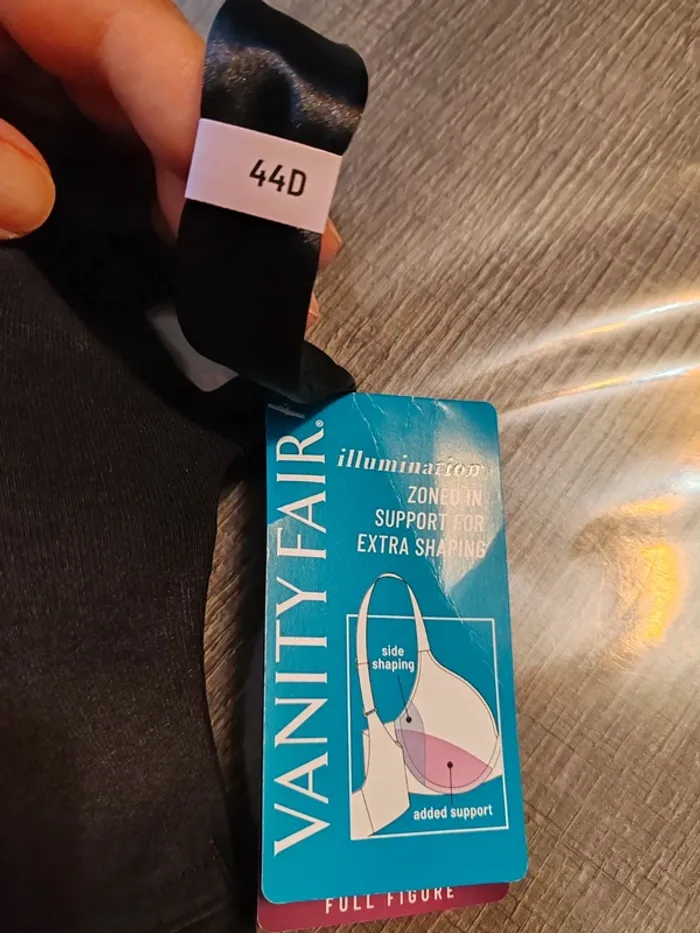 44D
VANITY FAIR®
illumination
ZONED IN
SUPPORT FOR
EXTRA SHAPING
side
shaping
added support
FULL FIGURE